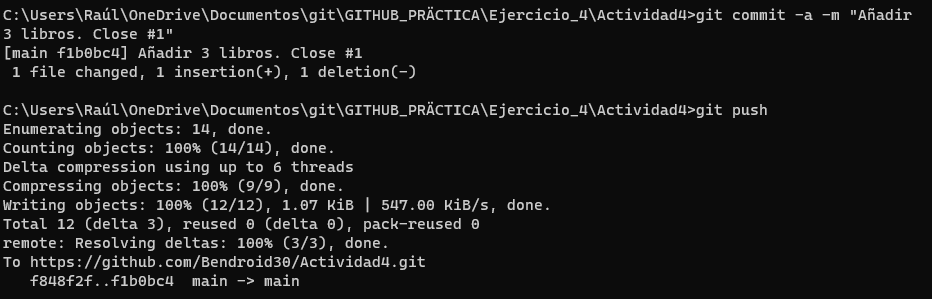 C:\Users\Raúl\OneDrive\Documentos\git\GITHUB_PRÄCTICA\Ejercicio_4\Actividad4>git commit -a -m "Añadir
3 libros. Close #1"
[main f1b0bc4] Añadir 3 libros. Close #1
 1 file changed, 1 insertion(+), 1 deletion(-)

C:\Users\Raúl\OneDrive\Documentos\git\GITHUB_PRÄCTICA\Ejercicio_4\Actividad4>git push
Enumerating objects: 14, done.
Counting objects: 100% (14/14), done.
Delta compression using up to 6 threads
Compressing objects: 100% (9/9), done.
Writing objects: 100% (12/12), 1.07 KiB | 547.00 KiB/s, done.
Total 12 (delta 3), reused 0 (delta 0), pack-reused 0
remote: Resolving deltas: 100% (3/3), done.
To https://github.com/Bendroid30/Actividad4.git
   f848f2f..f1b0bc4  main -> main